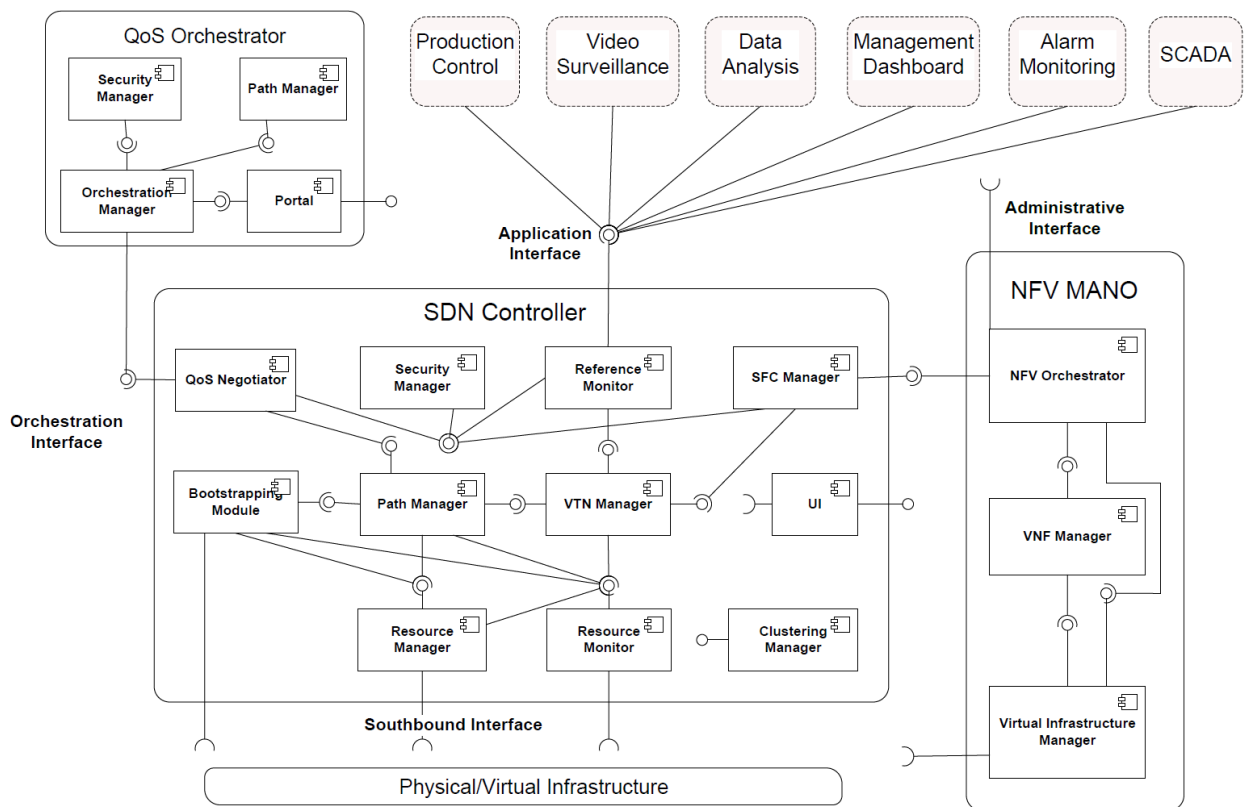 QoS Orchestrator
Security
Manager
Path Manager
Orchestration
Manager
Portal
Production
Control
Video
Surveillance
Data
Analysis
Management
Dashboard
Alarm
Monitoring
SCADA
Application
Interface
Administrative
Interface
Orchestration
Interface
SDN Controller
QoS Negotiator
Security
Manager
Reference
Monitor
SFC Manager
Bootstrapping
Module
Path Manager
VTN Manager
UI
Resource
Manager
Resource
Monitor
Clustering
Manager
NFV MANO
NFV Orchestrator
VNF Manager
Virtual Infrastructure
Manager
Southbound Interface
Physical/Virtual Infrastructure